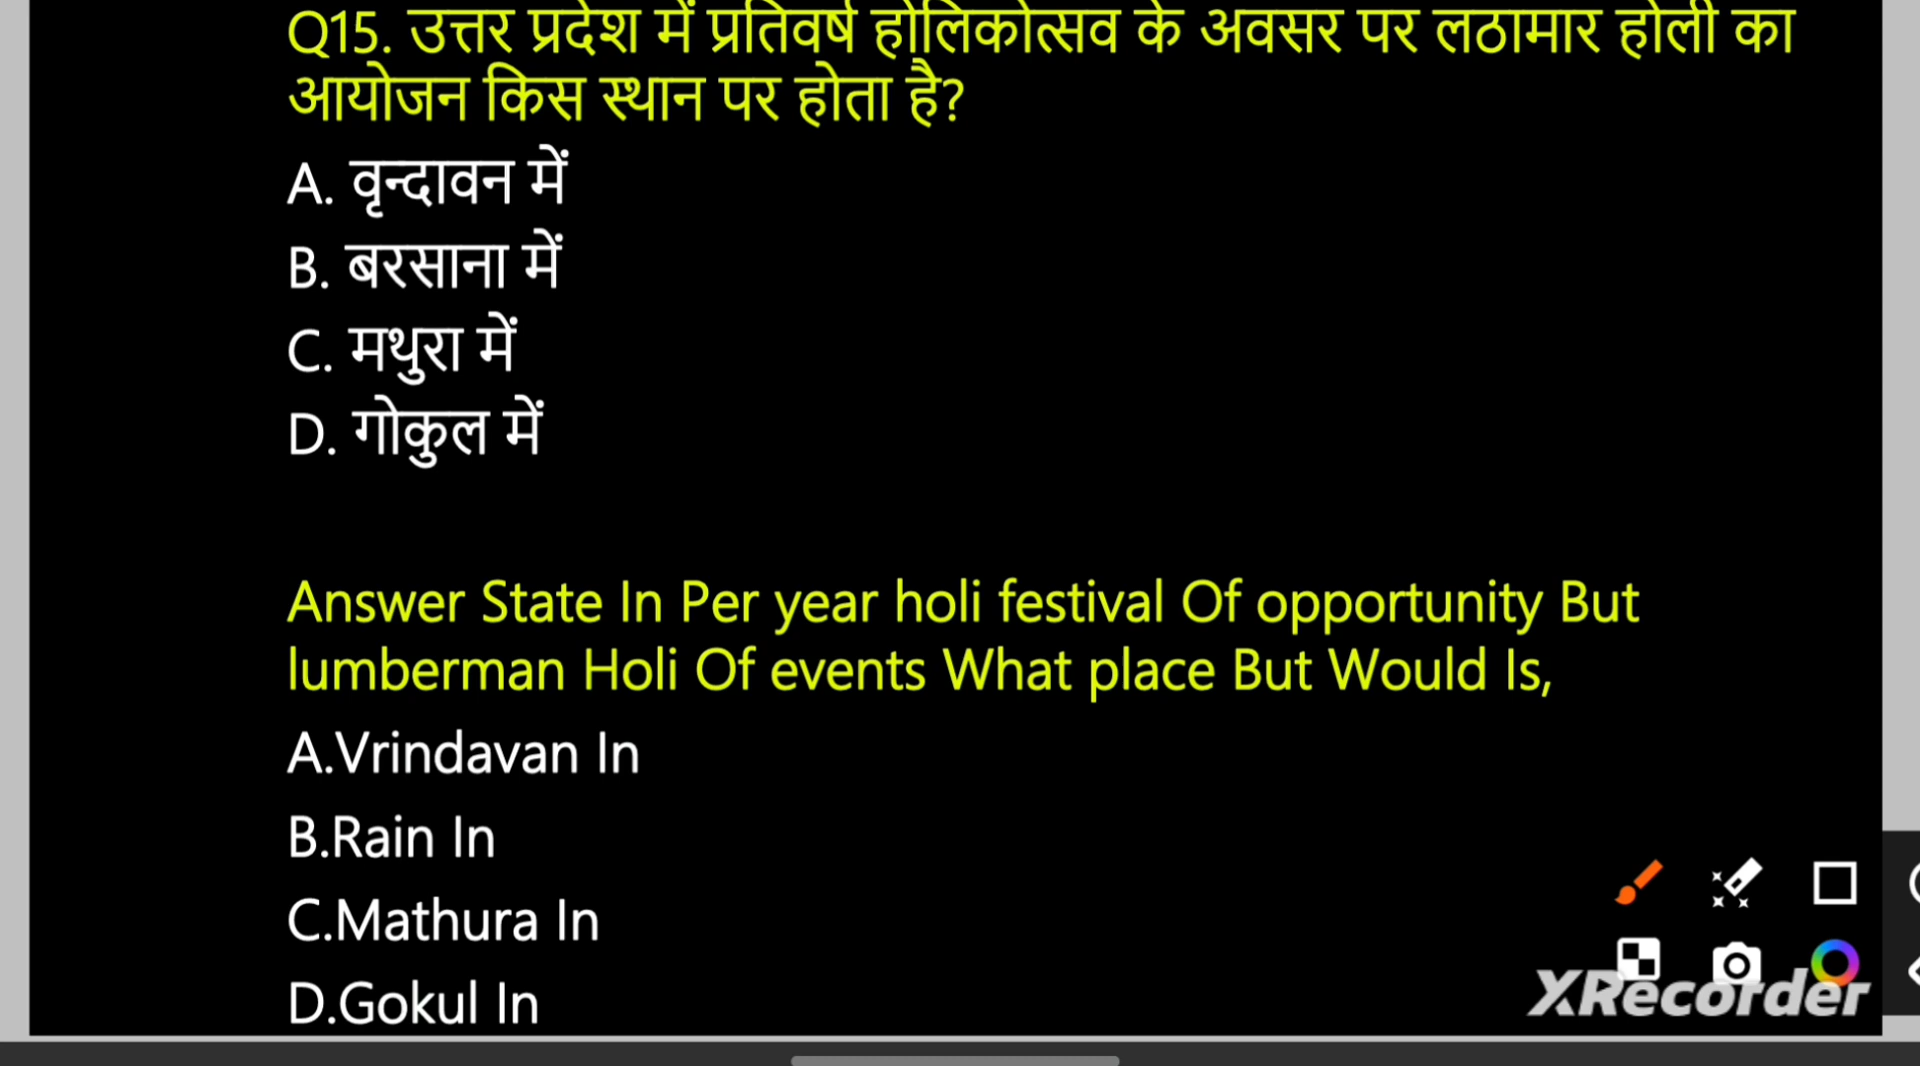 Q15. उत्तर प्रदेश में प्रतिवर्ष होलिकोत्सव के अवसर पर लठामार होली का
आयोजन किस स्थान पर होता है?
A. वृन्दावन में
B. बरसाना में
C. मथुरा में
D. गोकुल में
Answer State In Per year holi festival Of opportunity But
lumberman Holi Of events What place But Would Is,
A.Vrindavan In
B.Rain In
C.Mathura In
D.Gokul In
XRecorder